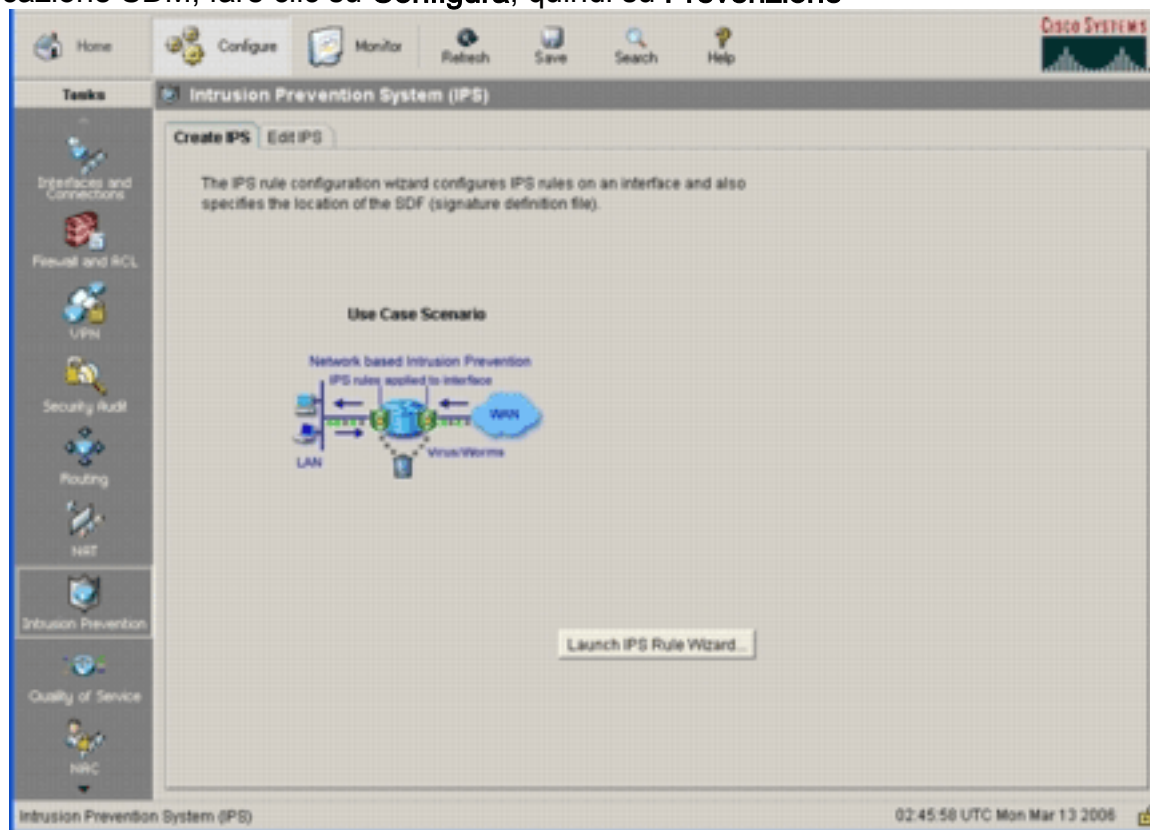 azione SDM, fare clic su Configura, quindi su Prevenzione
CISCO SYSTEMS
Home
Configure
Monitor
Refresh
Save
Search
Help
Tasks
Intrusion Prevention System (IPS)
Create IPS
Edit IPS
The IPS rule configuration wizard configures IPS rules on an interface and also
specifies the location of the SDF (signature definition file).
Interfaces and
Connections
Firewall and ACL
VPN
Security Audit
Routing
NAT
Intrusion Prevention
Quality of Service
NAC
Use Case Scenario
Network based Intrusion Prevention
IPS rules applied to interface
WAN
LAN
Virus/Worms
Launch IPS Rule Wizard...
Intrusion Prevention System (IPS)
02:45:58 UTC Mon Mar 13 2006